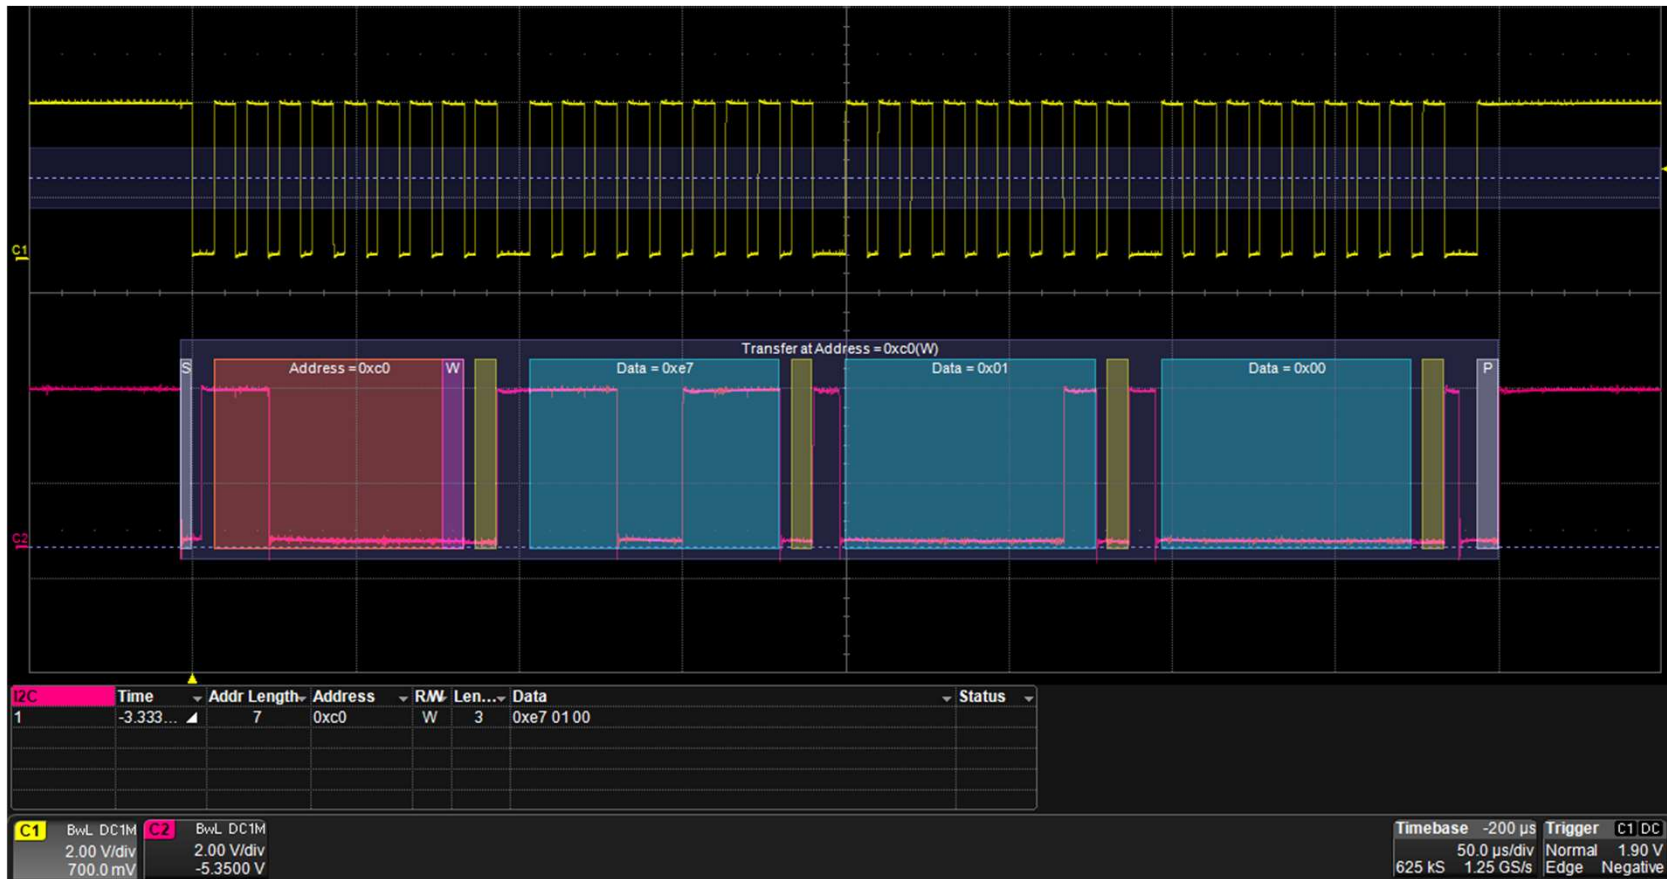 C1
Transfer at Address = 0xc0(W)
S Address = 0xc0 W Data = 0xe7 Data = 0x01 Data = 0x00 P
C2
I2C Time Addr Length Address R/W Len... Data Status
1 -3.333... 7 0xc0 W 3 0xe7 01 00
C1 BwL DC1M C2 BwL DC1M Timebase -200 µs Trigger C1 DC
2.00 V/div 2.00 V/div 50.0 µs/div Normal 1.90 V
700.0 mV -5.3500 V 625 kS 1.25 GS/s Edge Negative